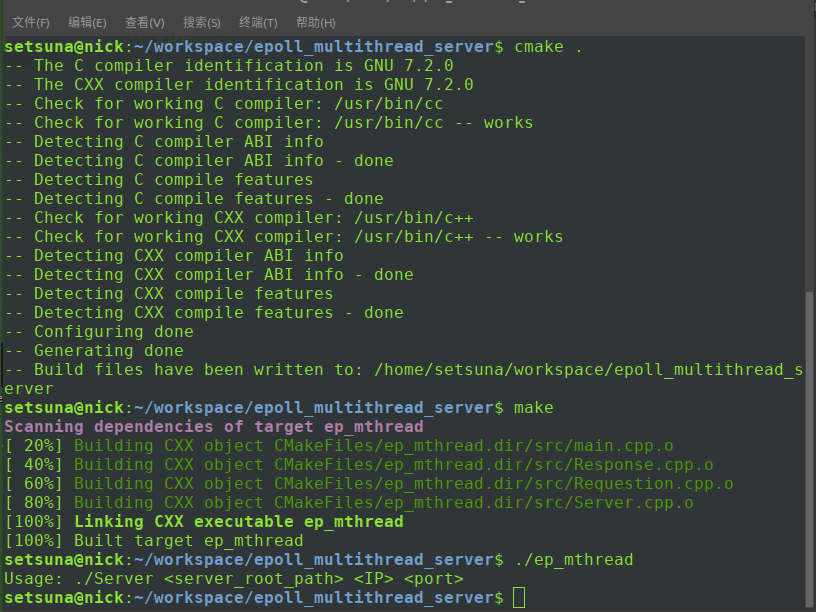 文件(F) 编辑(E) 查看(V) 搜索(S) 终端(T) 帮助(H)
setsuna@nick:~/workspace/epoll_multithread_server$ cmake .
-- The C compiler identification is GNU 7.2.0
-- The CXX compiler identification is GNU 7.2.0
-- Check for working C compiler: /usr/bin/cc
-- Check for working C compiler: /usr/bin/cc -- works
-- Detecting C compiler ABI info
-- Detecting C compiler ABI info - done
-- Detecting C compile features
-- Detecting C compile features - done
-- Check for working CXX compiler: /usr/bin/c++
-- Check for working CXX compiler: /usr/bin/c++ -- works
-- Detecting CXX compiler ABI info
-- Detecting CXX compiler ABI info - done
-- Detecting CXX compile features
-- Detecting CXX compile features - done
-- Configuring done
-- Generating done
-- Build files have been written to: /home/setsuna/workspace/epoll_multithread_s
erver
setsuna@nick:~/workspace/epoll_multithread_server$ make
Scanning dependencies of target ep_mthread
[ 20%] Building CXX object CMakeFiles/ep_mthread.dir/src/main.cpp.o
[ 40%] Building CXX object CMakeFiles/ep_mthread.dir/src/Response.cpp.o
[ 60%] Building CXX object CMakeFiles/ep_mthread.dir/src/Requestion.cpp.o
[ 80%] Building CXX object CMakeFiles/ep_mthread.dir/src/Server.cpp.o
[100%] Linking CXX executable ep_mthread
[100%] Built target ep_mthread
setsuna@nick:~/workspace/epoll_multithread_server$ ./ep_mthread
Usage: ./Server <server_root_path> <IP> <port>
setsuna@nick:~/workspace/epoll_multithread_server$